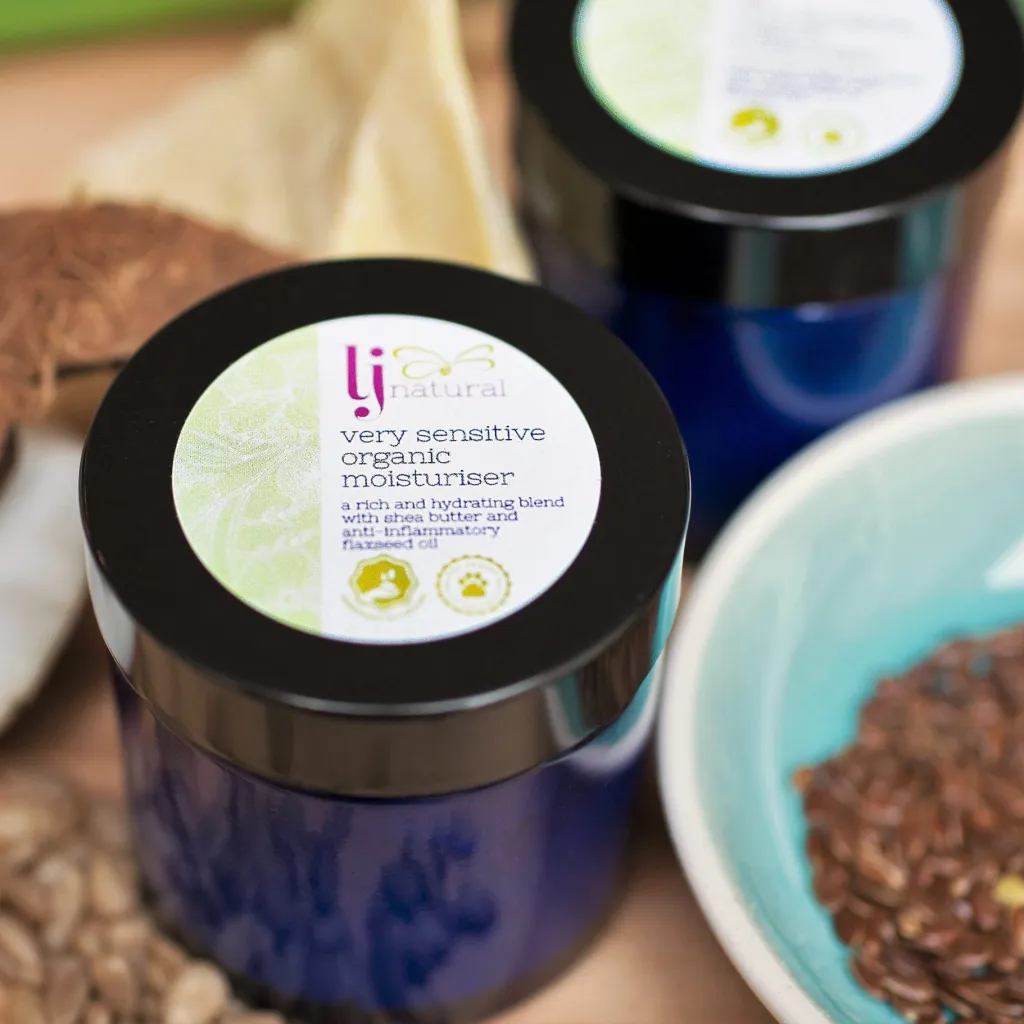 lj natural
very sensitive
organic
moisturiser
a rich and hydrating blend
with shea butter and
anti-inflammatory
flaxseed oil